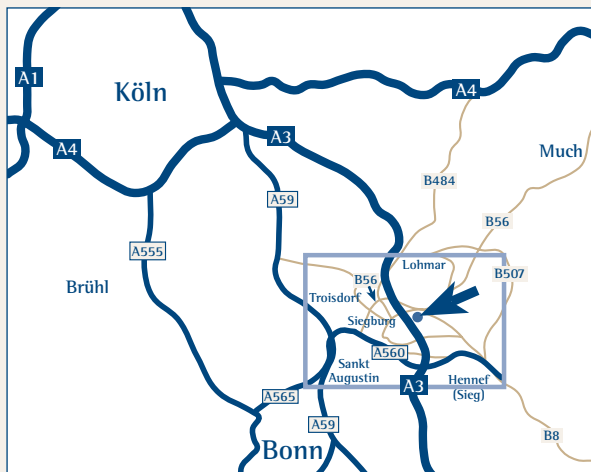 A1
Köln
A4
A4
A3
Much
B484
A59
B56
A555
Lohmar
B507
B56
Brühl
Troisdorf
Siegburg
A560
Sankt
Augustin
Hennef
(Sieg)
A3
A565
A59
B8
Bonn